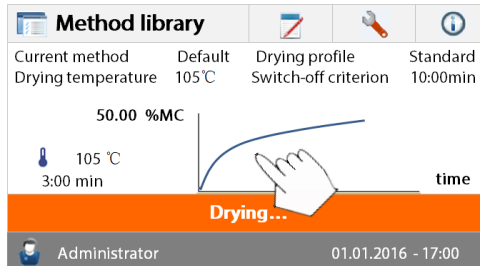 Method library
Current method Default Drying profile Standard
Drying temperature 105℃ Switch-off criterion 10:00min
50.00 %MC
105 ℃
3:00 min
time
Drying...
Administrator 01.01.2016 - 17:00